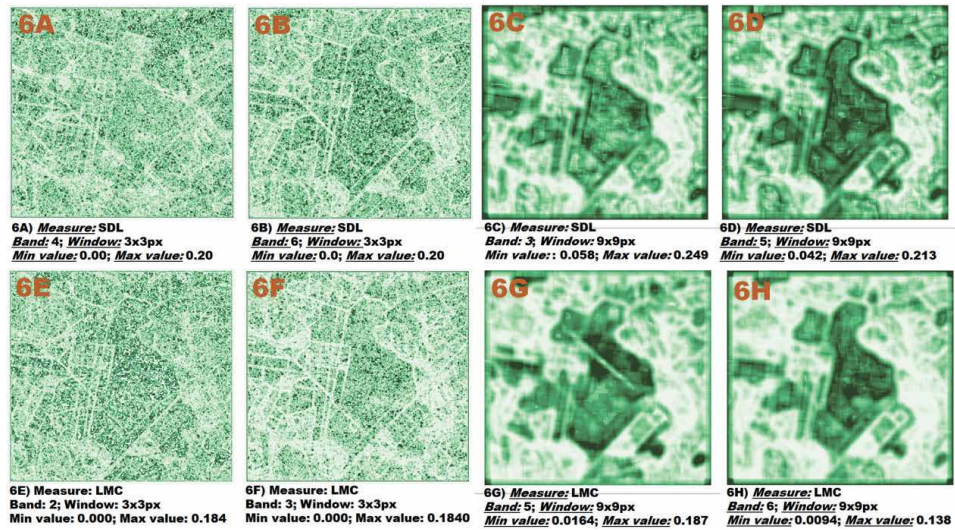 6A
6B
6C
6D
6A) Measure: SDL
Band: 4; Window: 3x3px
Min value: 0.00; Max value: 0.20
6B) Measure: SDL
Band: 6; Window: 3x3px
Min value: 0.0; Max value: 0.20
6C) Measure: SDL
Band: 3; Window: 9x9px
Min value: : 0.058; Max value: 0.249
6D) Measure: SDL
Band: 5; Window: 9x9px
Min value: 0.042; Max value: 0.213
6E
6F
6G
6H
6E) Measure: LMC
Band: 2; Window: 3x3px
Min value: 0.000; Max value: 0.184
6F) Measure: LMC
Band: 3; Window: 3x3px
Min value: 0.000; Max value: 0.1840
6G) Measure: LMC
Band: 5; Window: 9x9px
Min value: 0.0164; Max value: 0.187
6H) Measure: LMC
Band: 6; Window: 9x9px
Min value: 0.0094; Max value: 0.138